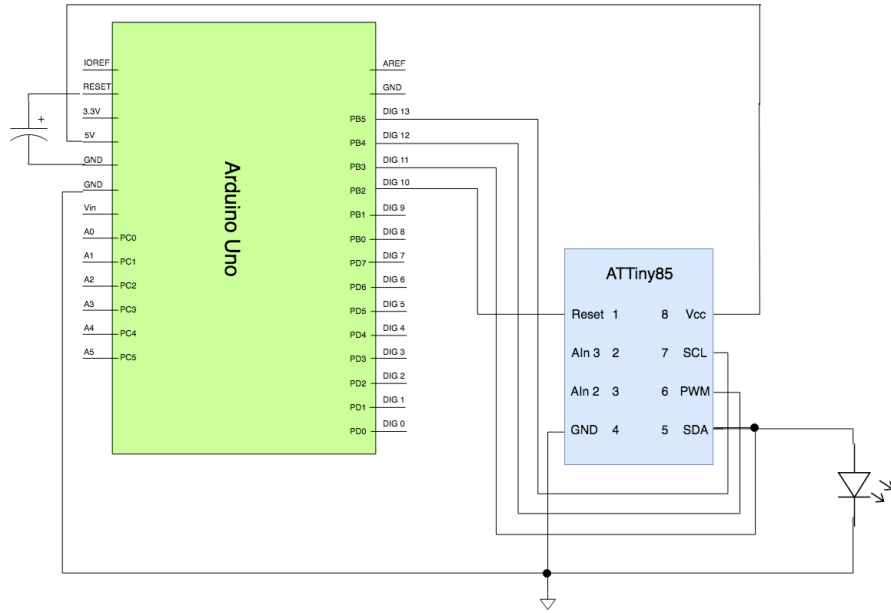 IOREF
RESET
3.3V
5V
GND
GND
Vin
A0 PC0
A1 PC1
A2 PC2
A3 PC3
A4 PC4
A5 PC5
+
Arduino Uno
AREF
GND
PB5 DIG 13
PB4 DIG 12
PB3 DIG 11
PB2 DIG 10
PB1 DIG 9
PB0 DIG 8
PD7 DIG 7
PD6 DIG 6
PD5 DIG 5
PD4 DIG 4
PD3 DIG 3
PD2 DIG 2
PD1 DIG 1
PD0 DIG 0
ATTiny85
Reset 1 8 Vcc
AIn 3 2 7 SCL
AIn 2 3 6 PWM
GND 4 5 SDA